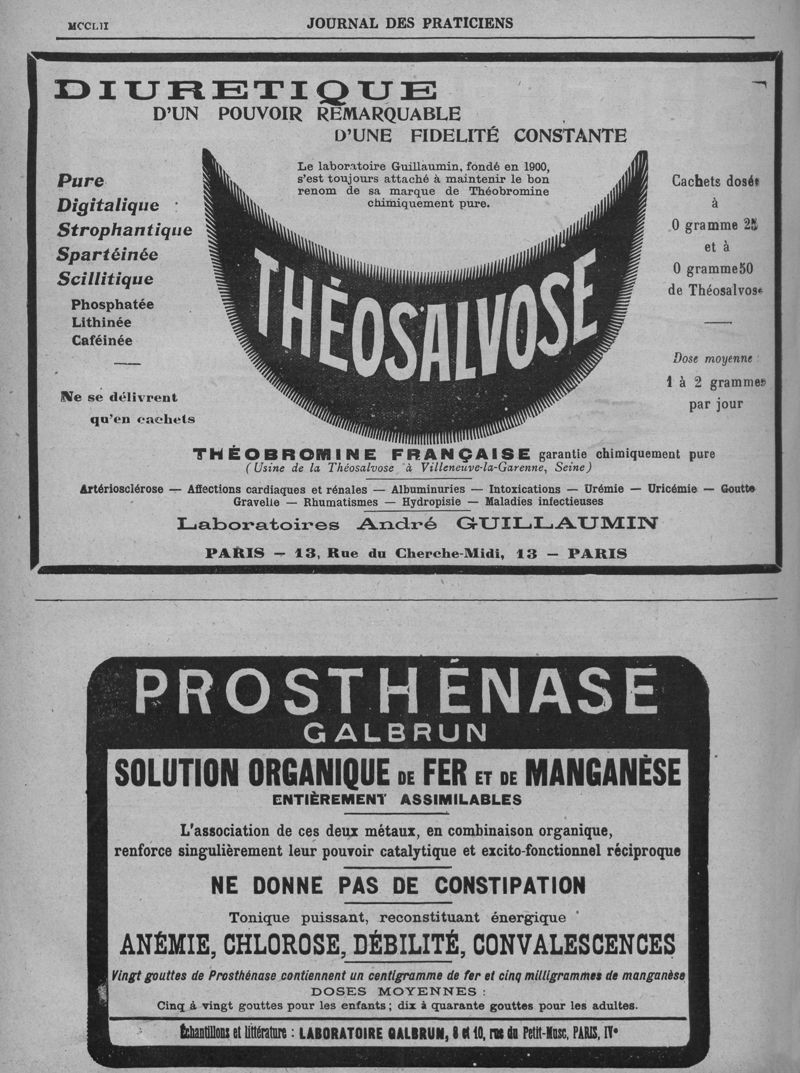 MCCLII
JOURNAL DES PRATICIENS
DIURETIQUE
D'UN POUVOIR REMARQUABLE
D'UNE FIDELITÉ CONSTANTE
Le laboratoire Guillaumin, fondé en 1900,
s'est toujours attaché à maintenir le bon
renom de sa marque de Théobromine
chimiquement pure.
Pure
Digitalique
Strophantique
Spartéinée
Scillitique
Phosphatée
Lithinée
Caféinée
Ne se délivrent
qu'en cachets
THÉOSALVOSE
Cachets dosés
à
0 gramme 25
et à
0 gramme 50
de Théosalvose
Dose moyenne :
1 à 2 grammes
par jour
THÉOBROMINE FRANÇAISE garantie chimiquement pure
(Usine de la Théosalvose à Villeneuve-la-Garenne, Seine)
Artériosclérose — Affections cardiaques et rénales — Albuminuries — Intoxications — Urémie — Uricémie — Goutte
Gravelie — Rhumatismes — Hydropisie — Maladies infectieuses
Laboratoires André GUILLAUMIN
PARIS — 13, Rue du Cherche-Midi, 13 — PARIS
PROSTHÉNASE
GALBRUN
SOLUTION ORGANIQUE DE FER ET DE MANGANÈSE
ENTIÈREMENT ASSIMILABLES
L'association de ces deux métaux, en combinaison organique,
renforce singulièrement leur pouvoir catalytique et excito-fonctionnel réciproque
NE DONNE PAS DE CONSTIPATION
Tonique puissant, reconstituant énergique
ANÉMIE, CHLOROSE, DÉBILITÉ, CONVALESCENCES
Vingt gouttes de Prosthénase contiennent un centigramme de fer et cinq milligrammes de manganèse
DOSES MOYENNES :
Cinq à vingt gouttes pour les enfants ; dix à quarante gouttes pour les adultes.
Échantillons et littérature : LABORATOIRE GALBRUN, 8 et 10, rue du Petit-Musc, PARIS, IVe